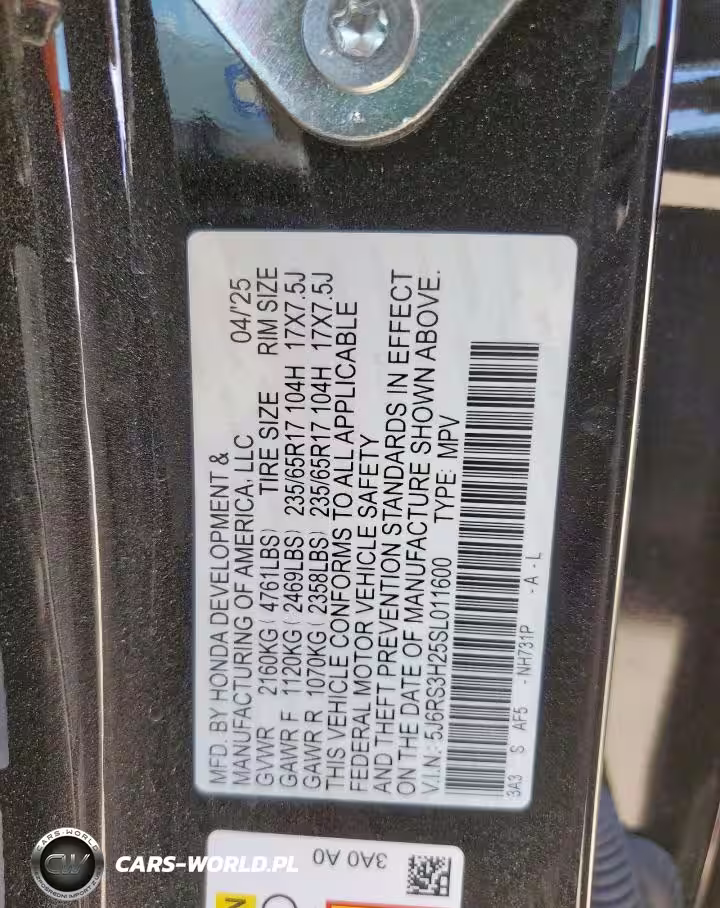 MFD. BY HONDA DEVELOPMENT &
MANUFACTURING OF AMERICA, LLC 04/'25
GVWR 2160KG ( 4761LBS) TIRE SIZE RIM SIZE
GAWR F 1120KG ( 2469LBS) 235/65R17 104H 17X7.5J
GAWR R 1070KG ( 2358LBS) 235/65R17 104H 17X7.5J
THIS VEHICLE CONFORMS TO ALL APPLICABLE
FEDERAL MOTOR VEHICLE SAFETY
AND THEFT PREVENTION STANDARDS IN EFFECT
ON THE DATE OF MANUFACTURE SHOWN ABOVE.
V.I.N.: 5J6RS3H25SL011600 TYPE: MPV
3A3 S AF5 - NH731P - A - L
3A0 A0
CARS-WORLD
CW
CARS-WORLD.PL